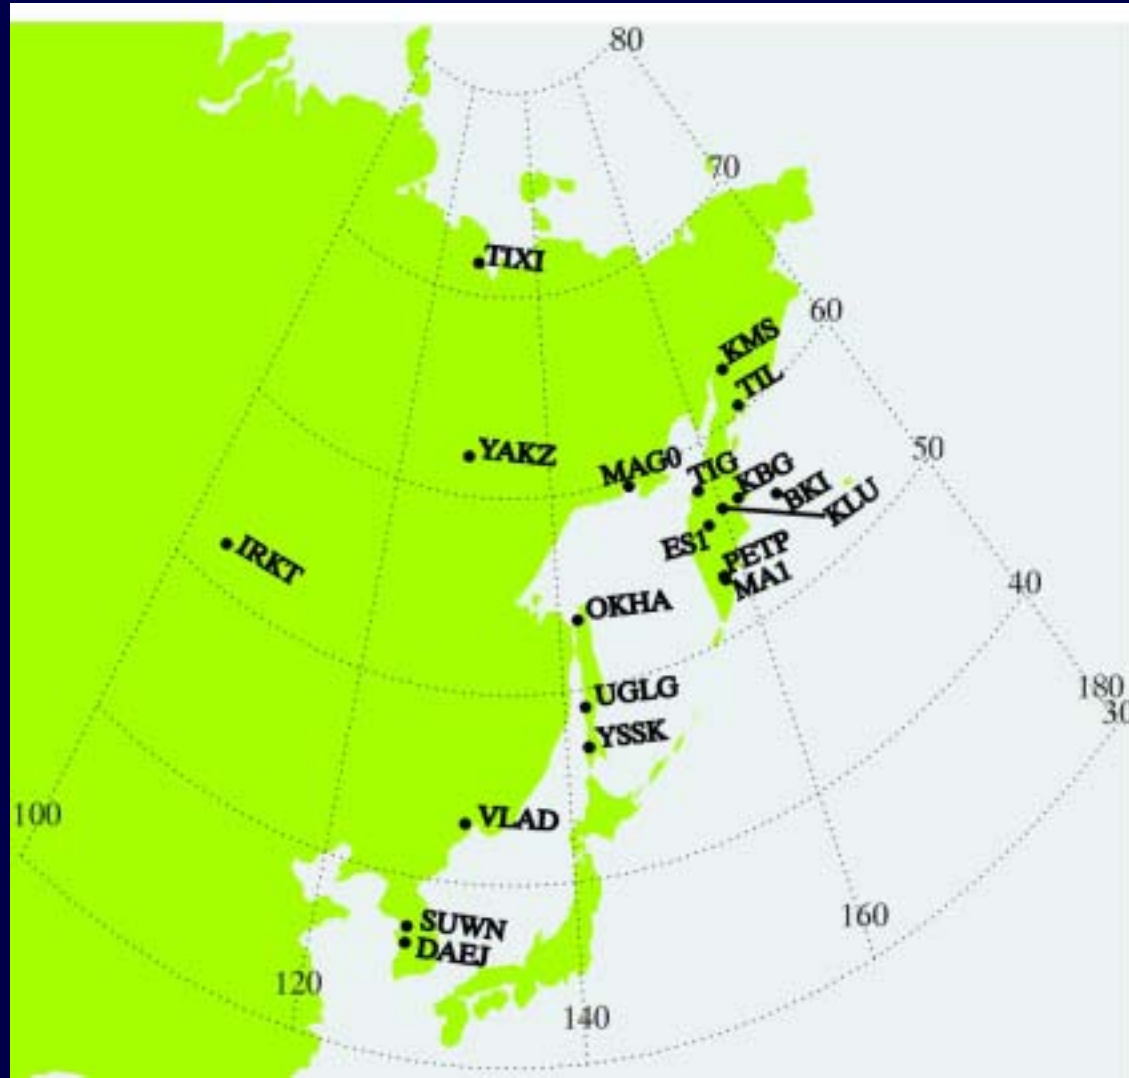 80
70
TIXI
60
KMS
TIL
50
YAKZ
MAG0
TIG
KBG
BKI
KLU
ES1
IRKT
PETP
MA1
40
OKHA
UGLG
180
30
YSSK
100
VLAD
160
SUWN
DAEJ
120
140